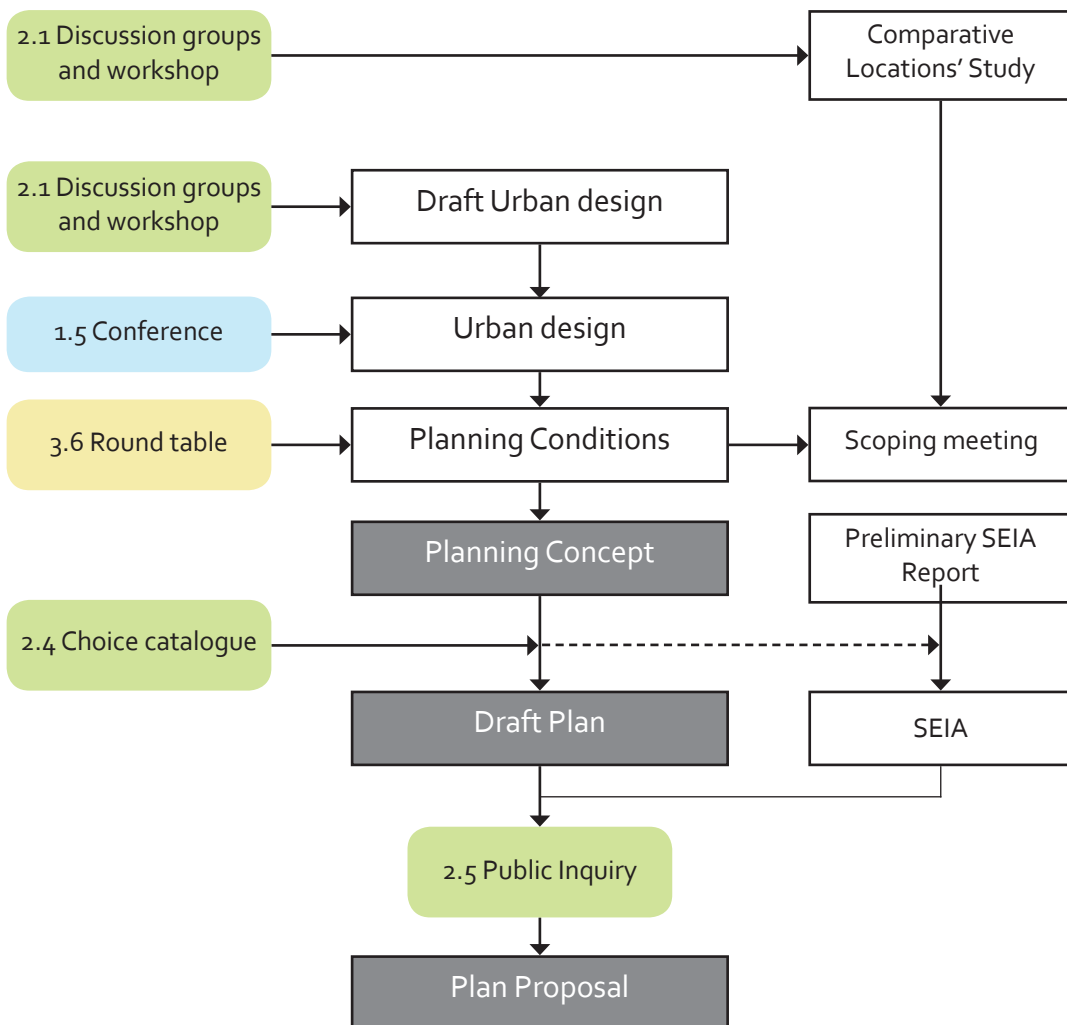 2.1 Discussion groups
and workshop
Comparative
Locations' Study
2.1 Discussion groups
and workshop
Draft Urban design
1.5 Conference
Urban design
3.6 Round table
Planning Conditions
Scoping meeting
Planning Concept
Preliminary SEIA
Report
2.4 Choice catalogue
Draft Plan
SEIA
2.5 Public Inquiry
Plan Proposal